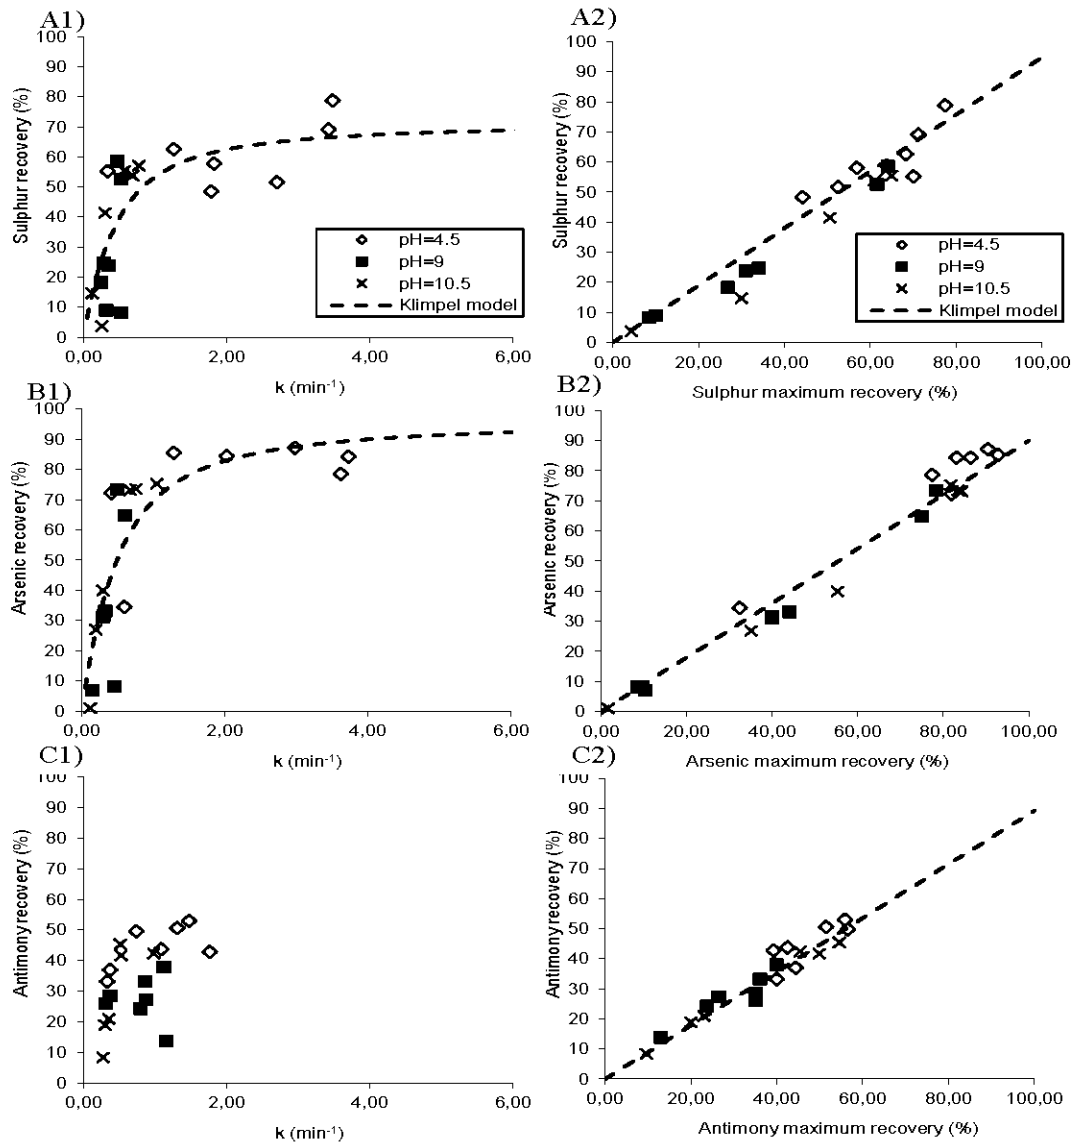 A1)
100
90
80
70
60
50
40
30
20
10
0
Sulphur recovery (%)
0,00 2,00 4,00 6,00
k (min-1)
pH=4.5
pH=9
pH=10.5
Klimpel model
A2)
100
90
80
70
60
50
40
30
20
10
0
Sulphur recovery (%)
0,00 20,00 40,00 60,00 80,00 100,00
Sulphur maximum recovery (%)
pH=4.5
pH=9
pH=10.5
Klimpel model
B1)
100
90
80
70
60
50
40
30
20
10
0
Arsenic recovery (%)
0,00 2,00 4,00 6,00
k (min-1)
B2)
100
90
80
70
60
50
40
30
20
10
0
Arsenic recovery (%)
0,00 20,00 40,00 60,00 80,00 100,00
Arsenic maximum recovery (%)
C1)
100
90
80
70
60
50
40
30
20
10
0
Antimony recovery (%)
0,00 2,00 4,00 6,00
k (min-1)
C2)
100
90
80
70
60
50
40
30
20
10
0
Antimony recovery (%)
0,00 20,00 40,00 60,00 80,00 100,00
Antimony maximum recovery (%)